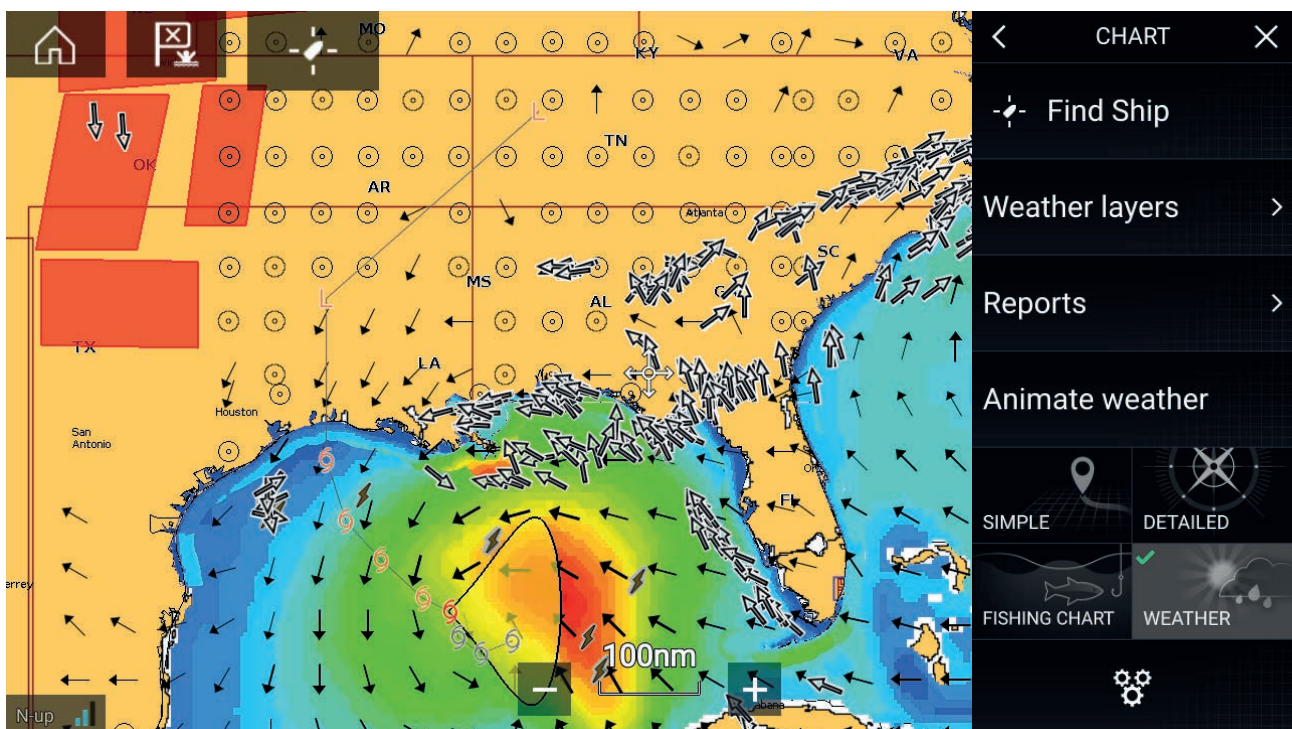 MO
KY
VA
TN
OK
AR
Atlanta
SC
MS
AL
L
L
TX
LA
Houston
San
Antonio
FL
100nm
N-up
CHART
Find Ship
Weather layers
Reports
Animate weather
SIMPLE
DETAILED
FISHING CHART
WEATHER